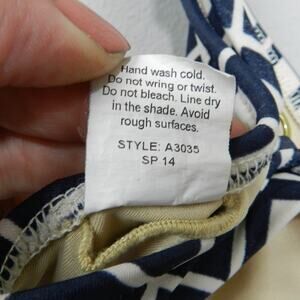 Hand wash cold.
Do not wring or twist.
Do not bleach. Line dry
in the shade. Avoid
rough surfaces.
STYLE: A3035
SP 14